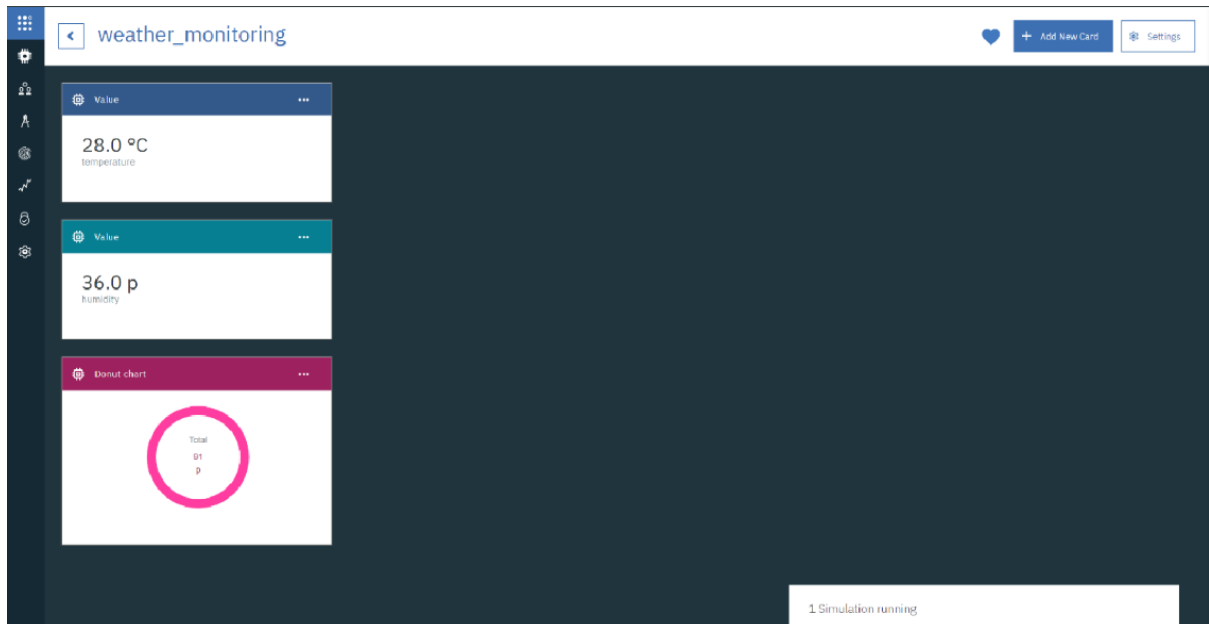 weather_monitoring
+ Add New Card
Settings
Value
28.0 °C
temperature
Value
36.0 p
humidity
Donut chart
Total
91
p
1 Simulation running